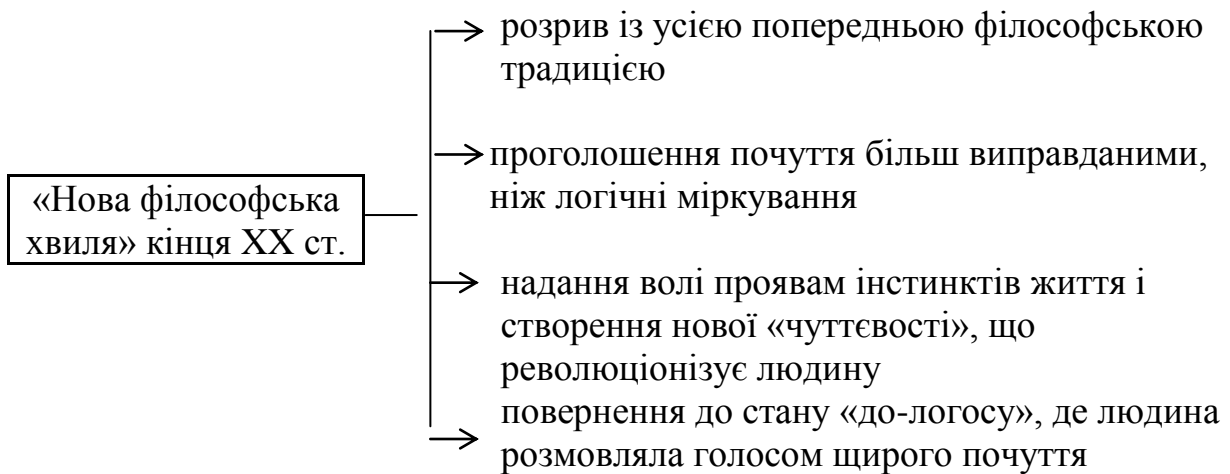 розрив із усією попередньою філософською
традицією
проголошення почуття більш виправданими,
ніж логічні міркування
«Нова філософська
хвиля» кінця ХХ ст.
надання волі проявам інстинктів життя і
створення нової «чуттєвості», що
революціонізує людину
повернення до стану «до-логосу», де людина
розмовляла голосом щирого почуття